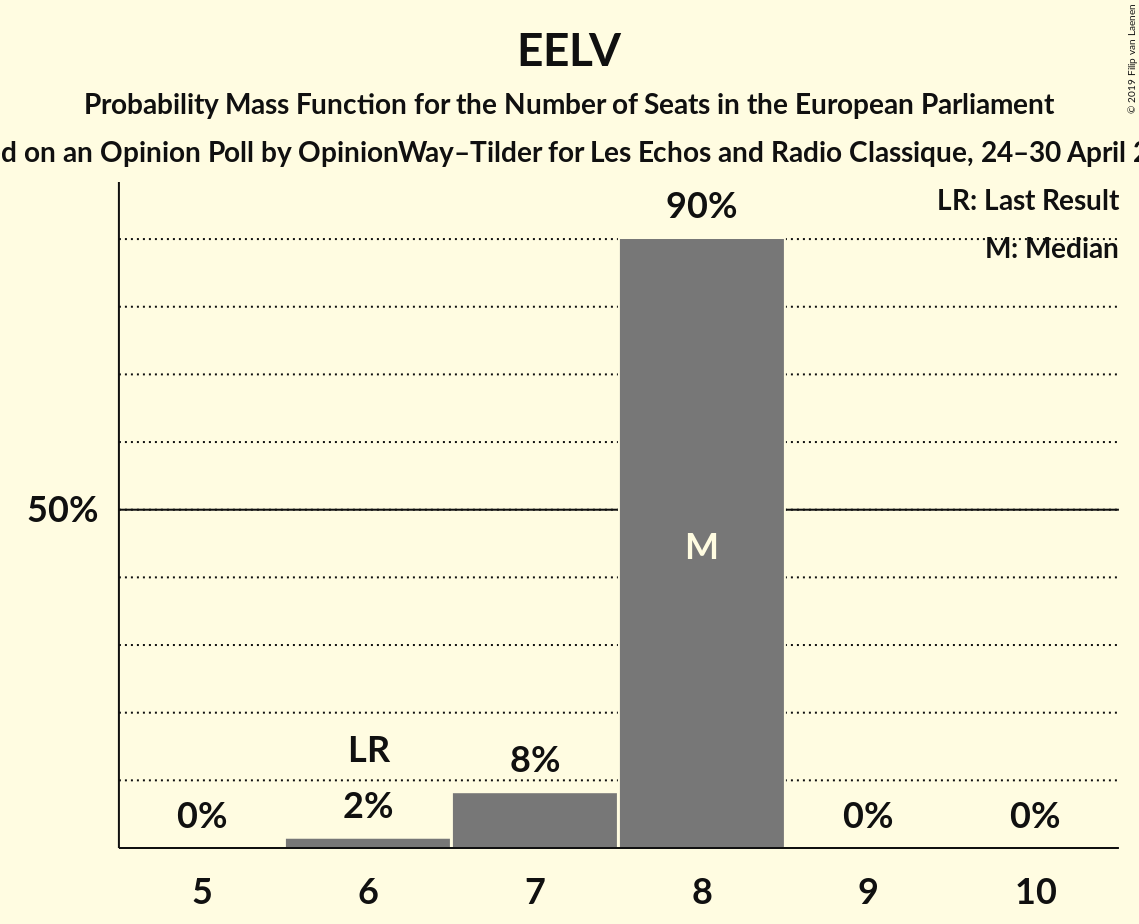 EELV
Probability Mass Function for the Number of Seats in the European Parliament
d on an Opinion Poll by OpinionWay–Tilder for Les Echos and Radio Classique, 24–30 April 2
© 2019 Filip van Laenen
LR: Last Result
M: Median
90%
50%
M
LR
8%
0% 2% 0% 0%
5 6 7 8 9 10